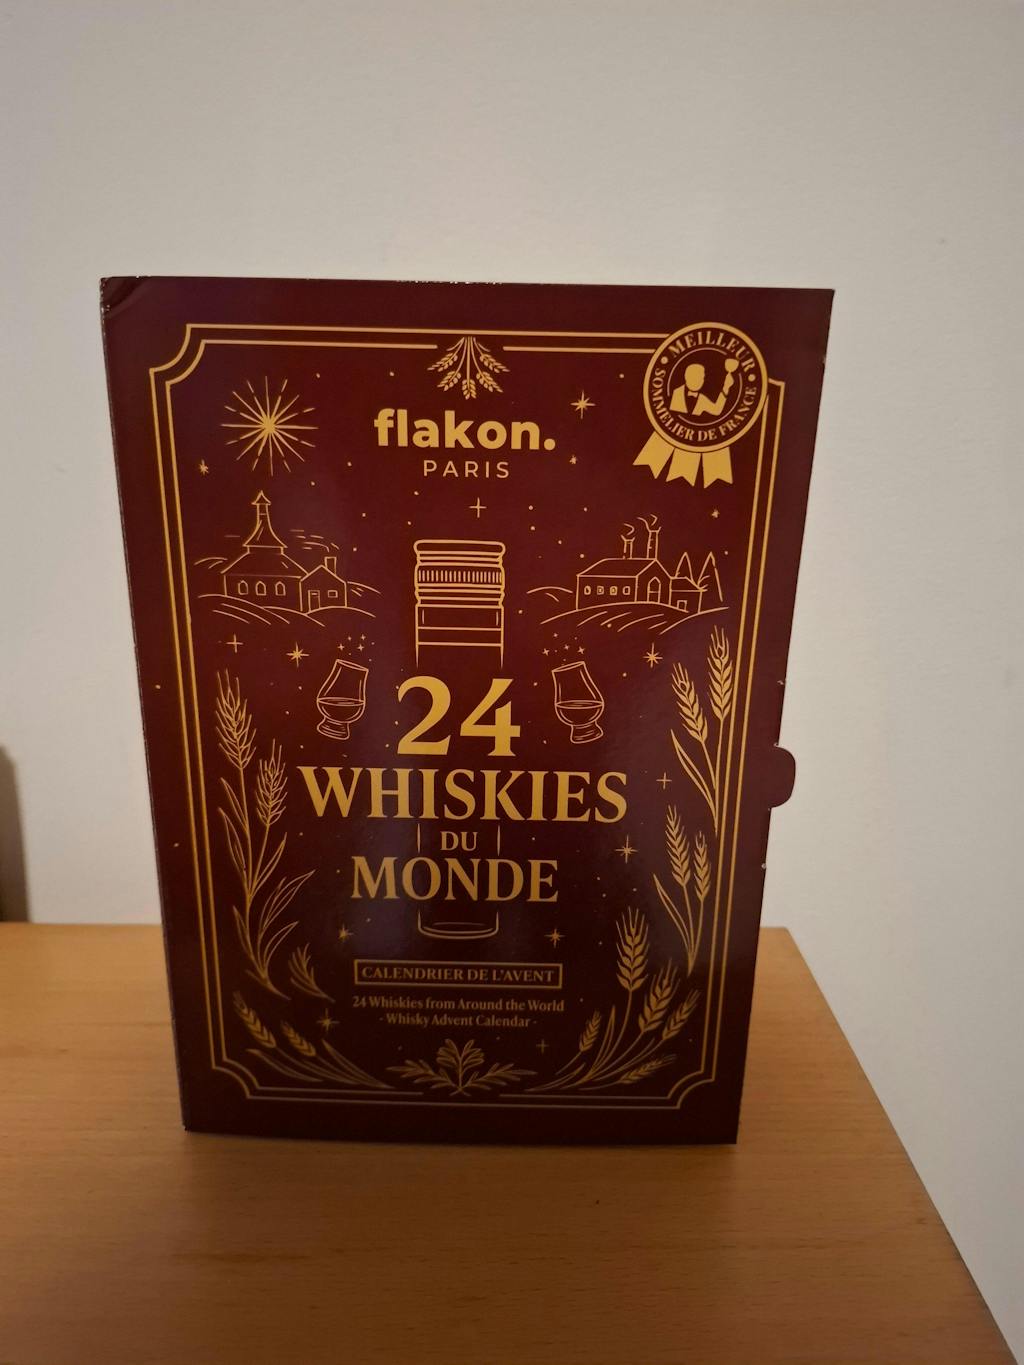 flakon.
PARIS
MEILLEUR
SOMMELIER DE FRANCE
24
WHISKIES
DU
MONDE
CALENDRIER DE L'AVENT
24 Whiskies from Around the World
- Whisky Advent Calendar -